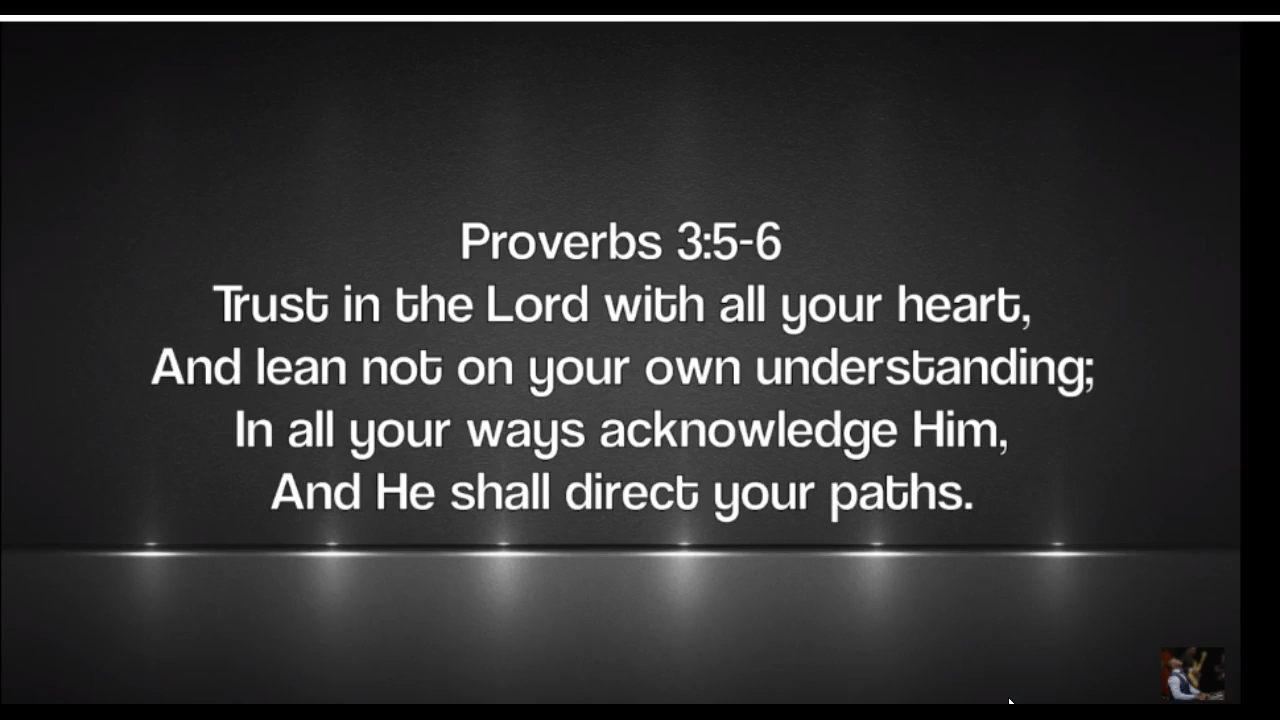 Proverbs 3:5-6
Trust in the Lord with all your heart,
And lean not on your own understanding;
In all your ways acknowledge Him,
And He shall direct your paths.